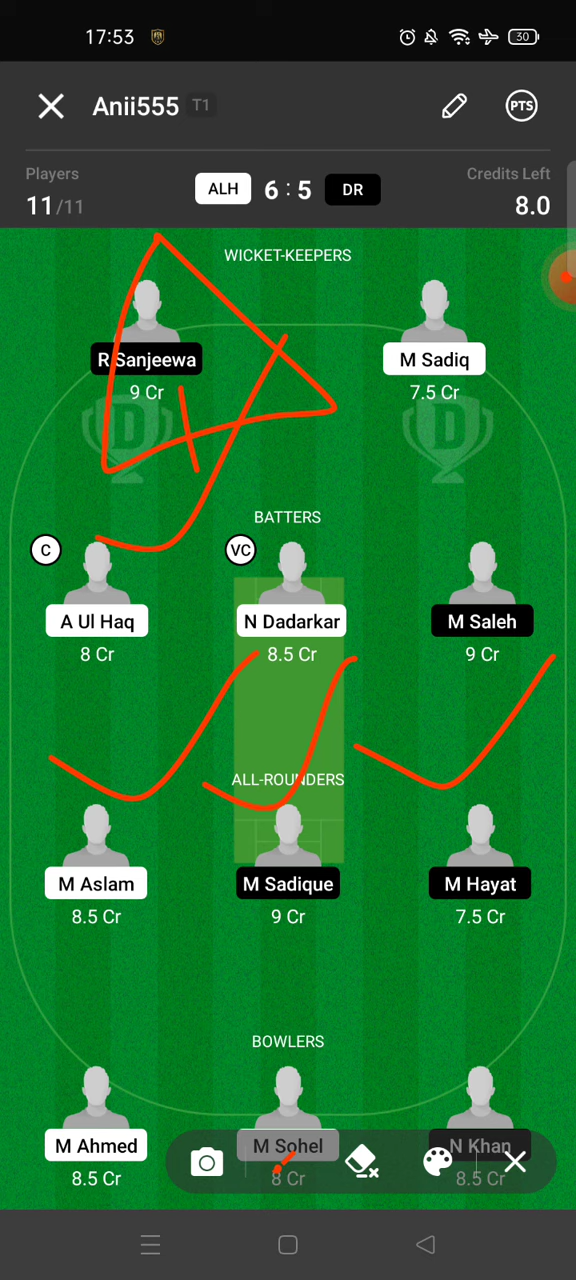 17:53
30
Anii555 T1
PTS
Players
Credits Left
11/11
ALH 6 : 5 DR
8.0
WICKET-KEEPERS
R Sanjeewa
M Sadiq
9 Cr
7.5 Cr
D
D
BATTERS
C
VC
A Ul Haq
N Dadarkar
M Saleh
8 Cr
8.5 Cr
9 Cr
ALL-ROUNDERS
M Aslam
M Sadique
M Hayat
8.5 Cr
9 Cr
7.5 Cr
BOWLERS
M Ahmed
M Sohel
N Khan
8.5 Cr
8 Cr
8.5 Cr